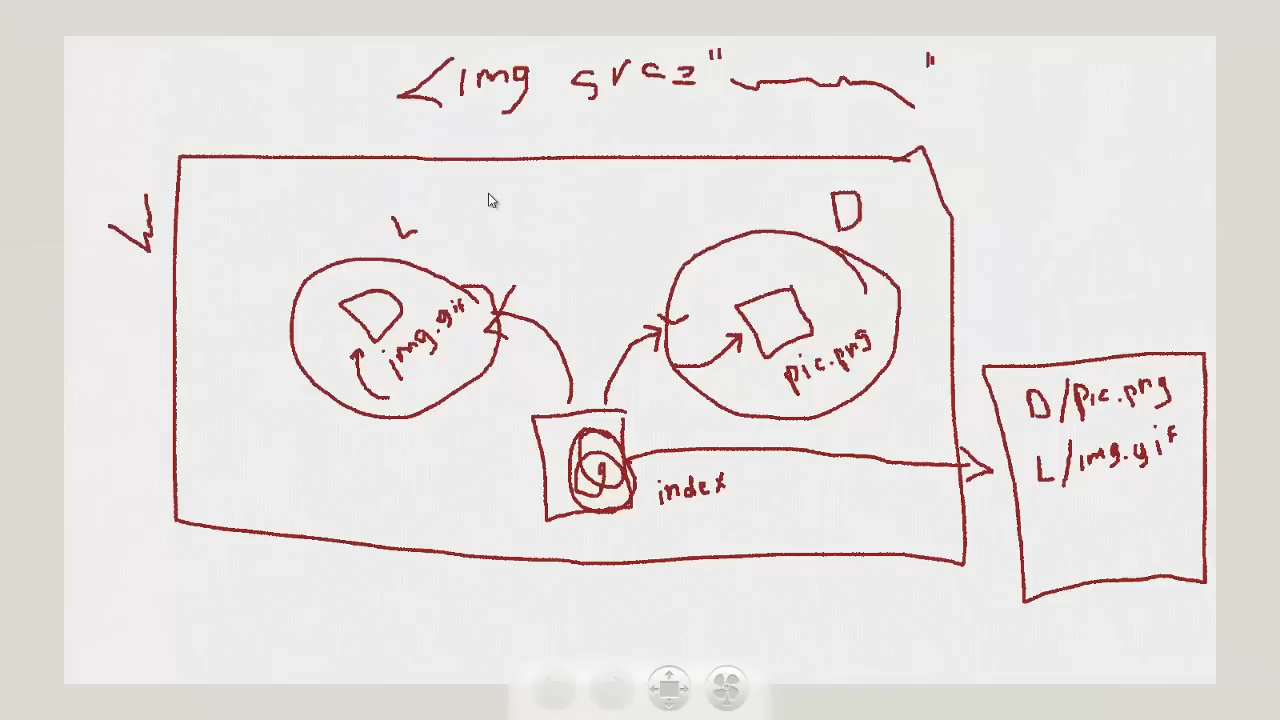 <img src="            "
L
D
img.gif
pic.png
index
D/pic.png
L/img.gif